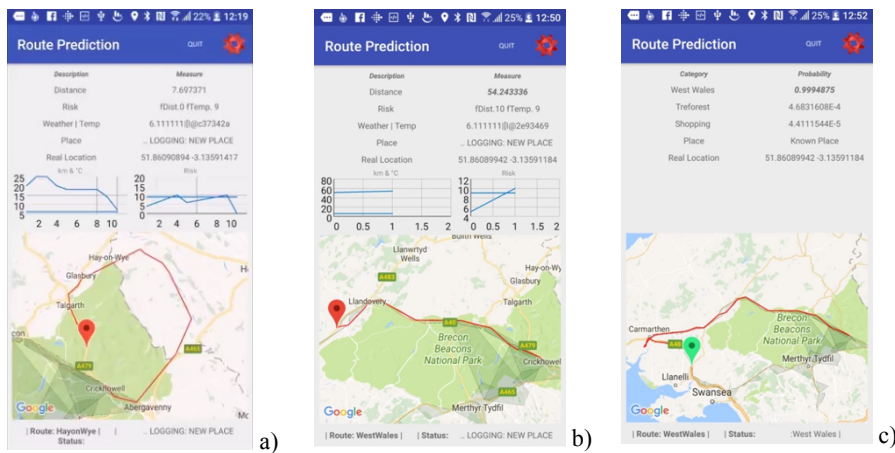 22% 12:19
Route Prediction QUIT
Description Measure
Distance 7.697371
Risk fDist.0 fTemp. 9
Weather | Temp
Place .. LOGGING: NEW PLACE
Real Location 51.86090894 -3.13591417
km & °C Risk
25 20
20 15
15 10
10 5
5 0
2 4 6 8 10 2 4 6 8 10
Hay-on-Wye
Glasbury
Talgarth
A479
A465
Crickhowell
Abergavenny
Google
| Route: HayonWye | | .. LOGGING: NEW PLACE
Status:
a)
25% 12:50
Route Prediction QUIT
Description Measure
Distance 54.243336
Risk fDist.10 fTemp. 9
Weather | Temp
Place .. LOGGING: NEW PLACE
Real Location 51.86089942 -3.13591184
km & °C Risk
80 12
60 10
40 8
20 6
0 4
0 0.5 1 1.5 2 0 0.5 1 1.5 2
Builth Wells
Llanwrtyd
Wells
A483
Hay-on-Wy
Glasbury
Llandovery
Talgarth
A40
A479
Brecon
Beacons
National Park
Crickhowel
A465
Merthyr Tydfil
Google
| Route: WestWales | | Status: .. LOGGING: NEW PLACE
b)
25% 12:52
Route Prediction QUIT
Category Probability
West Wales 0.9994875
Treforest 4.6831608E-4
Shopping 4.4111544E-5
Place Known Place
Real Location 51.86089942 -3.13591184
Carmarthen
A48
Brecon
Beacons
National Park
Merthyr Tydfil
Llanelli
Swansea
Google
| Route: WestWales | | Status: :West Wales |
c)